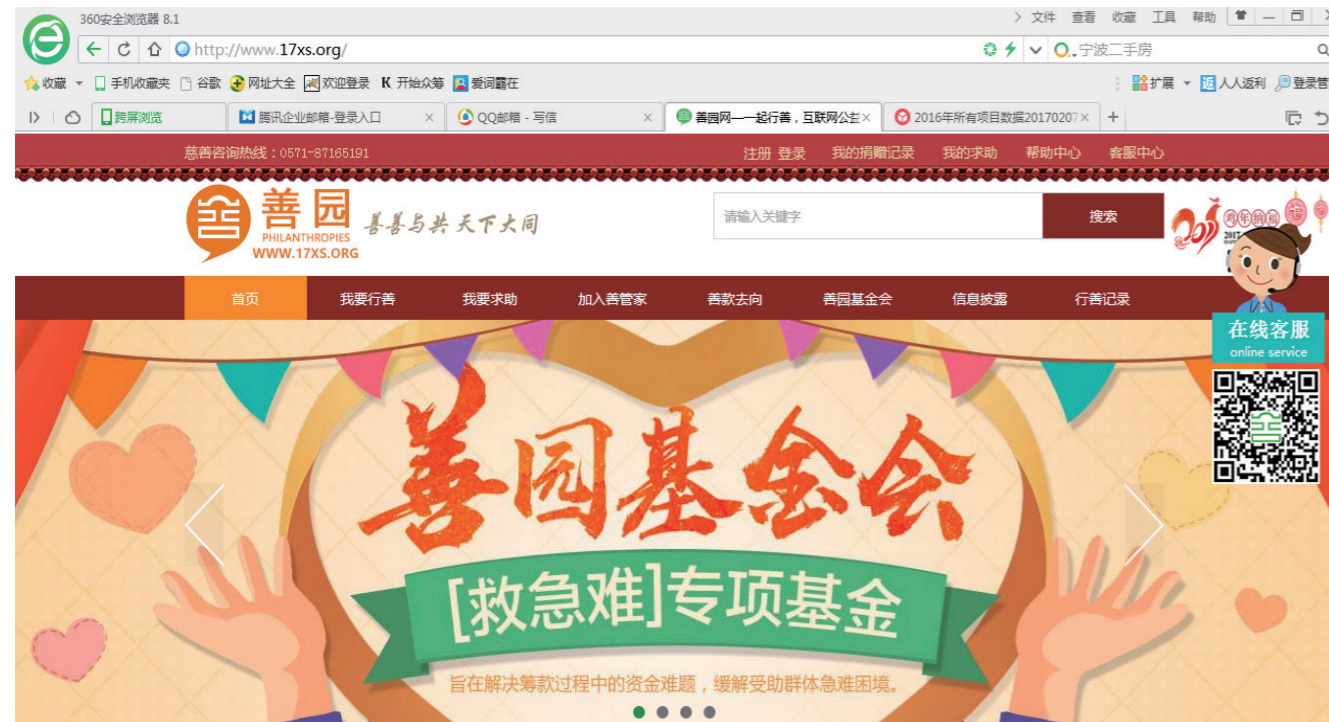 360安全浏览器 8.1
文件 查看 收藏 工具 帮助
http://www.17xs.org/
宁波二手房
收藏 手机收藏夹 谷歌 网址大全 欢迎登录 K 开始众筹 爱词霸在
扩展 返 人人返利 登录管
跨屏浏览 腾讯企业邮箱-登录入口 QQ邮箱 - 写信 善园网——一起行善，互联网公益 2016年所有项目数据20170207
慈善咨询热线：0571-87165191
注册 登录 我的捐赠记录 我的求助 帮助中心 客服中心
善园
PHILANTHROPIES
WWW.17XS.ORG
善善与共 天下大同
请输入关键字
搜索
鸡年纳福
2017
首页 我要行善 我要求助 加入善管家 善款去向 善园基金会 信息披露 行善记录
在线客服
online service
善园基金会
[救急难]专项基金
旨在解决筹款过程中的资金难题，缓解受助群体急难困境。